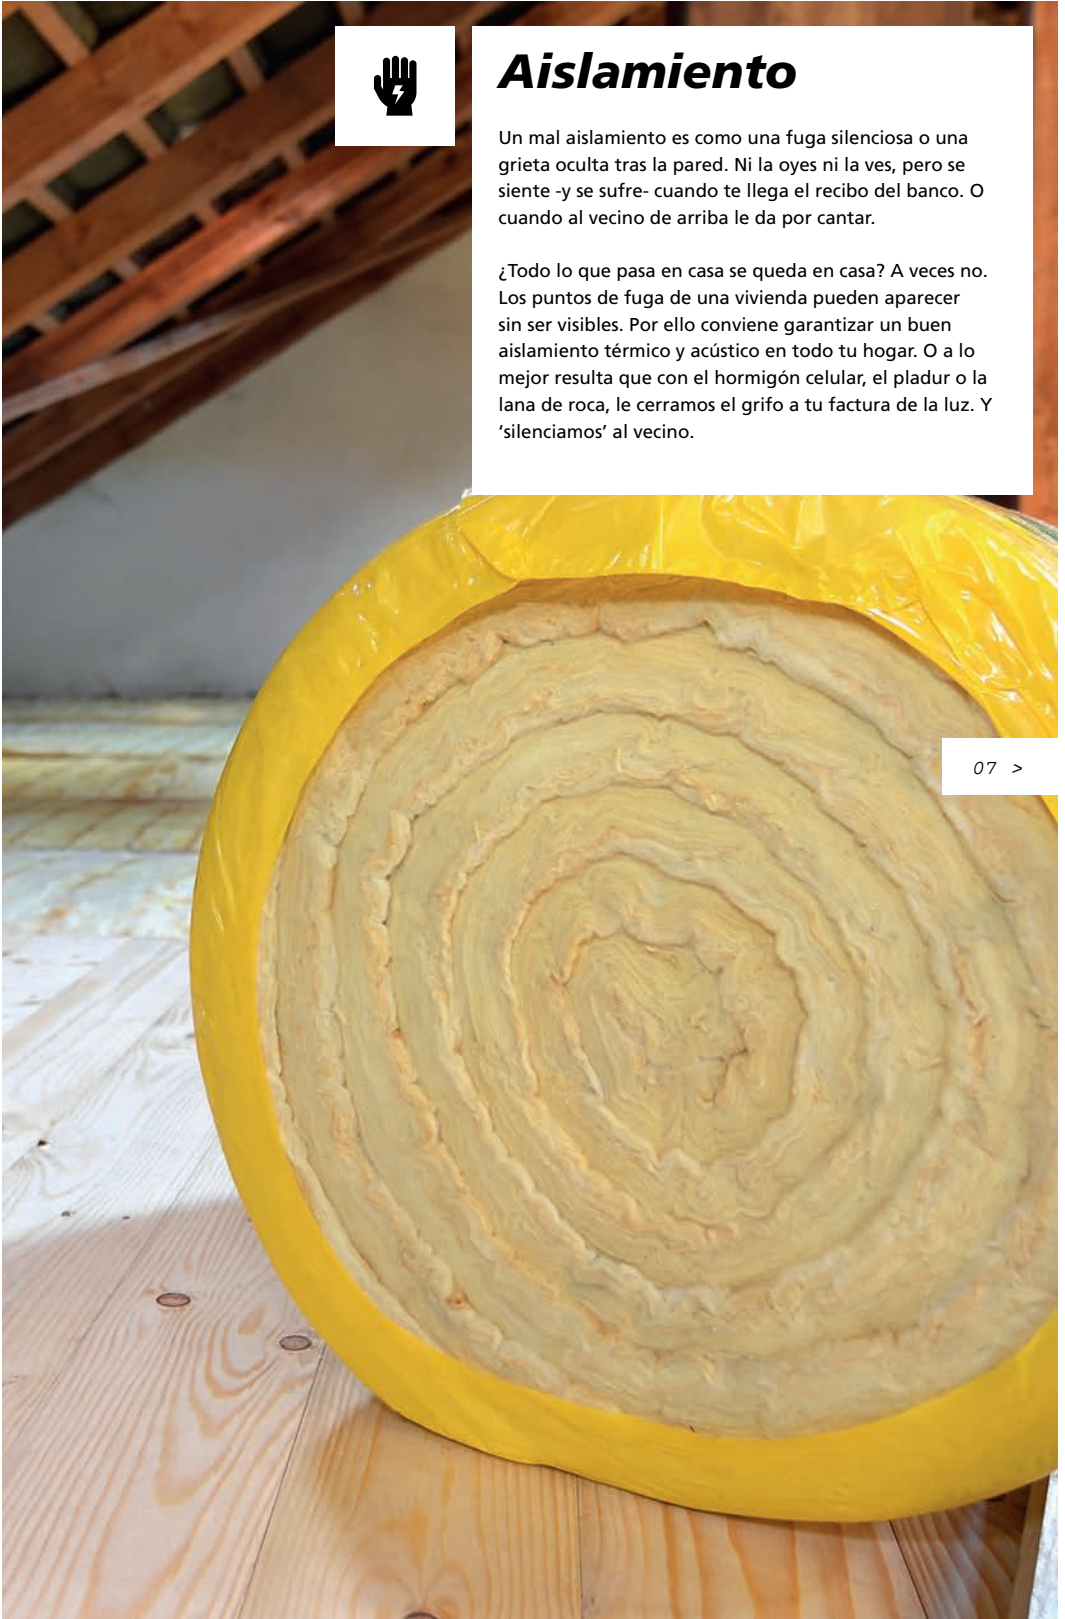 Aislamiento
Un mal aislamiento es como una fuga silenciosa o una
grieta oculta tras la pared. Ni la oyes ni la ves, pero se
siente -y se sufre- cuando te llega el recibo del banco. O
cuando al vecino de arriba le da por cantar.
¿Todo lo que pasa en casa se queda en casa? A veces no.
Los puntos de fuga de una vivienda pueden aparecer
sin ser visibles. Por ello conviene garantizar un buen
aislamiento térmico y acústico en todo tu hogar. O a lo
mejor resulta que con el hormigón celular, el pladur o la
lana de roca, le cerramos el grifo a tu factura de la luz. Y
‘silenciamos’ al vecino.
07 >